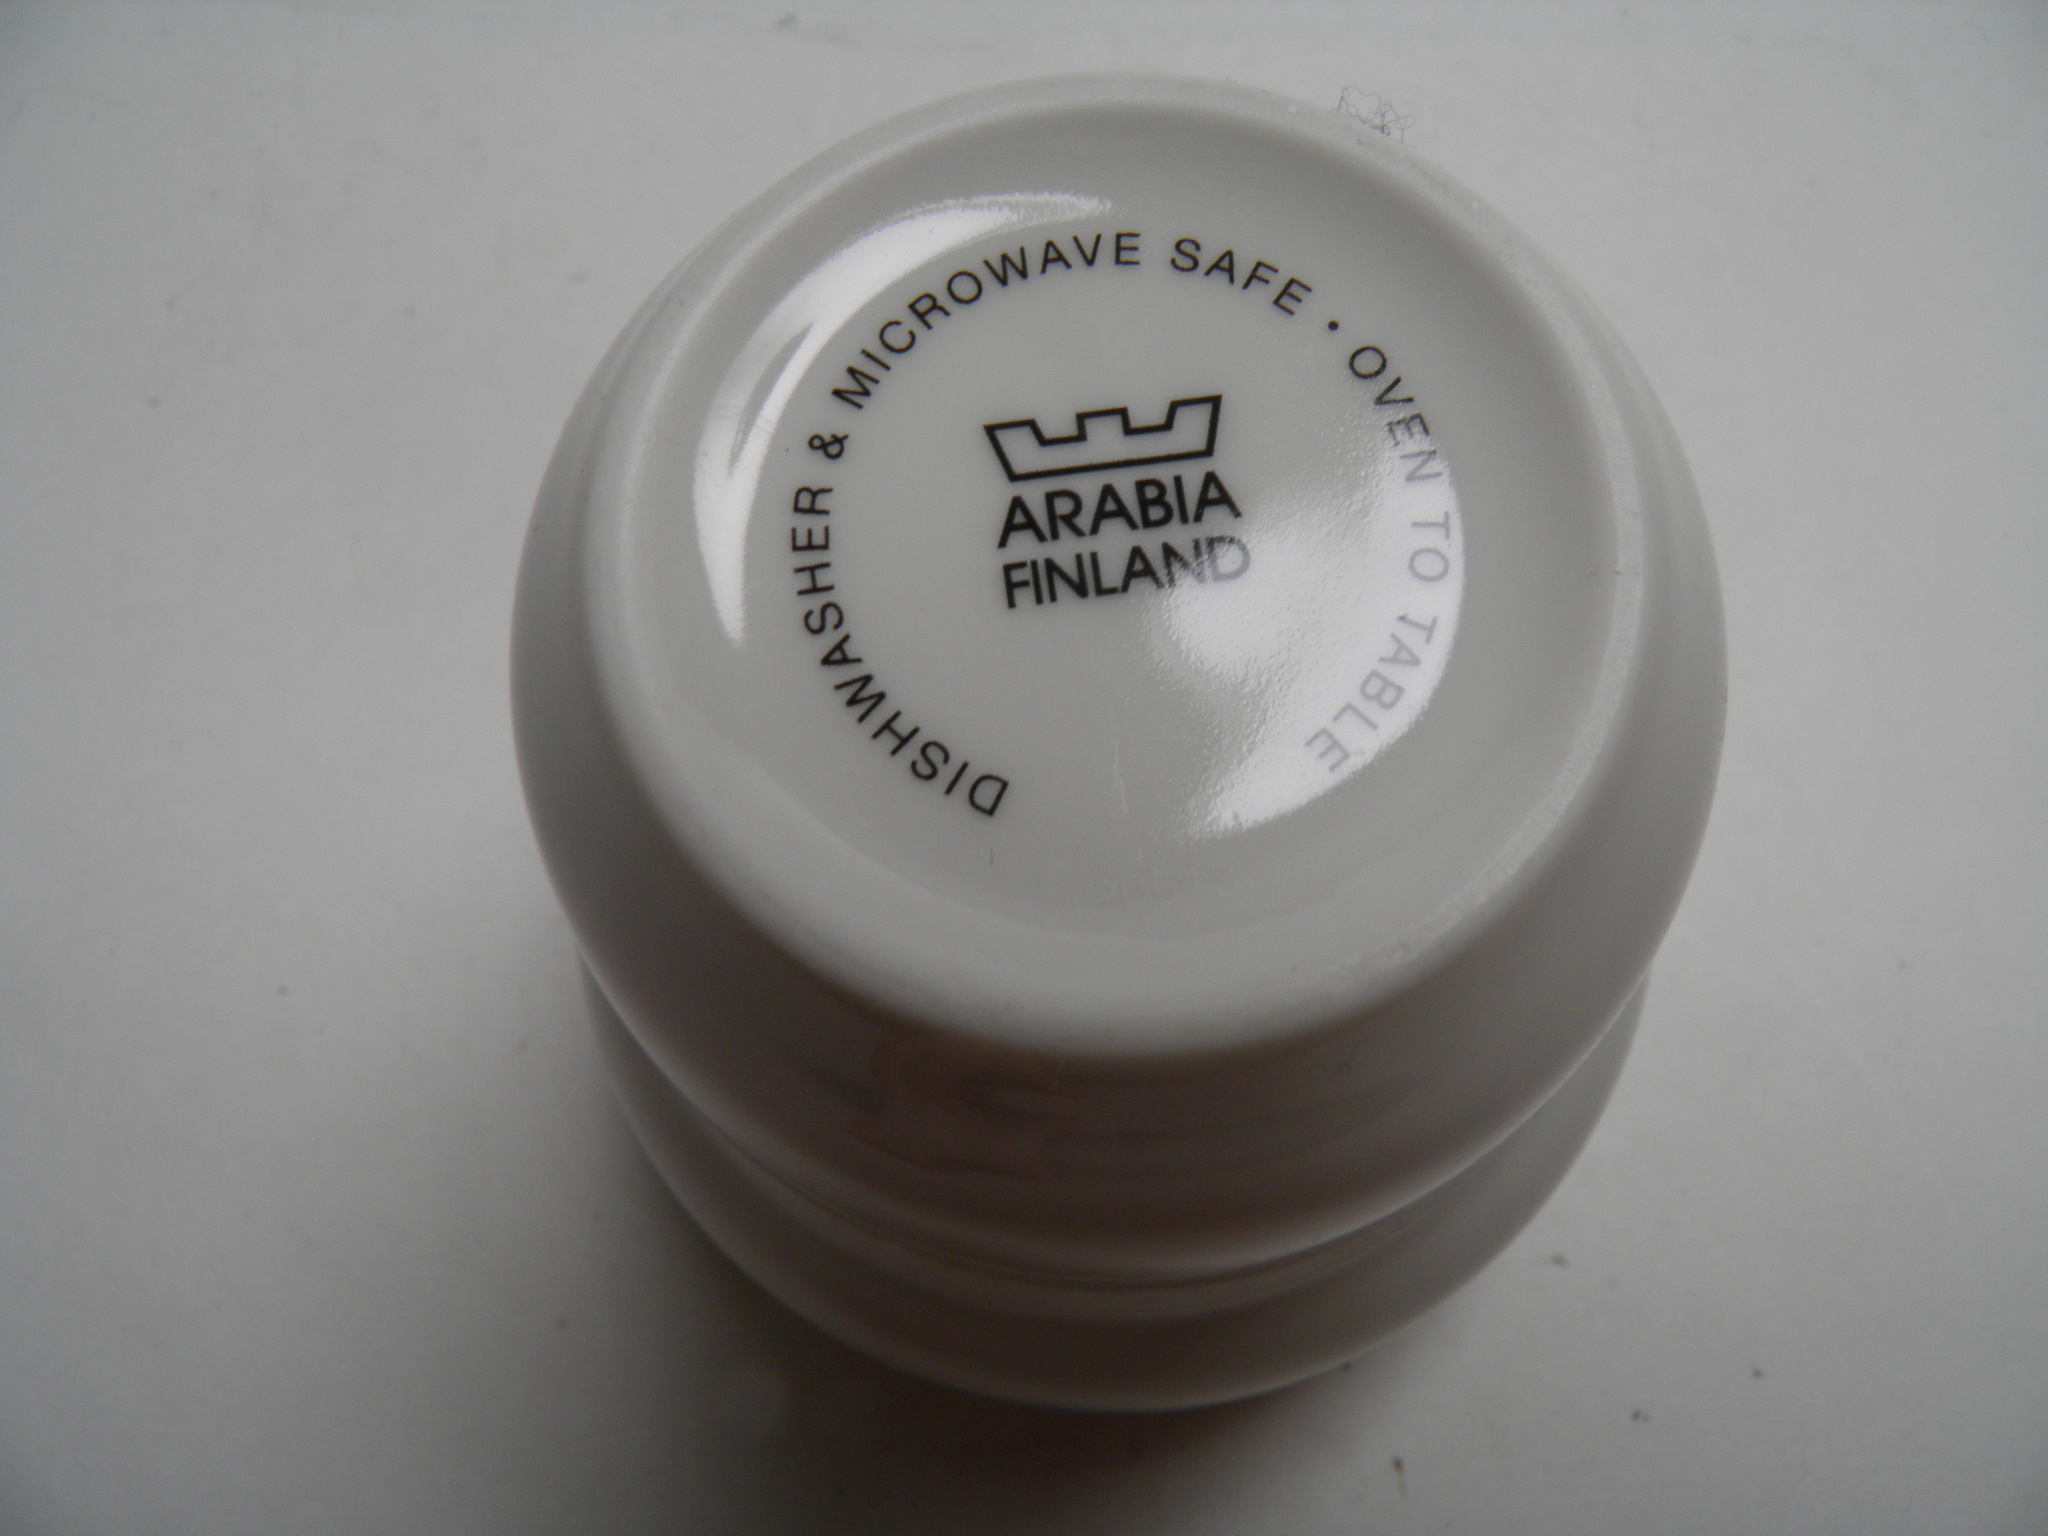 DISHWASHER & MICROWAVE SAFE • OVEN TO TABLE
ARABIA
FINLAND